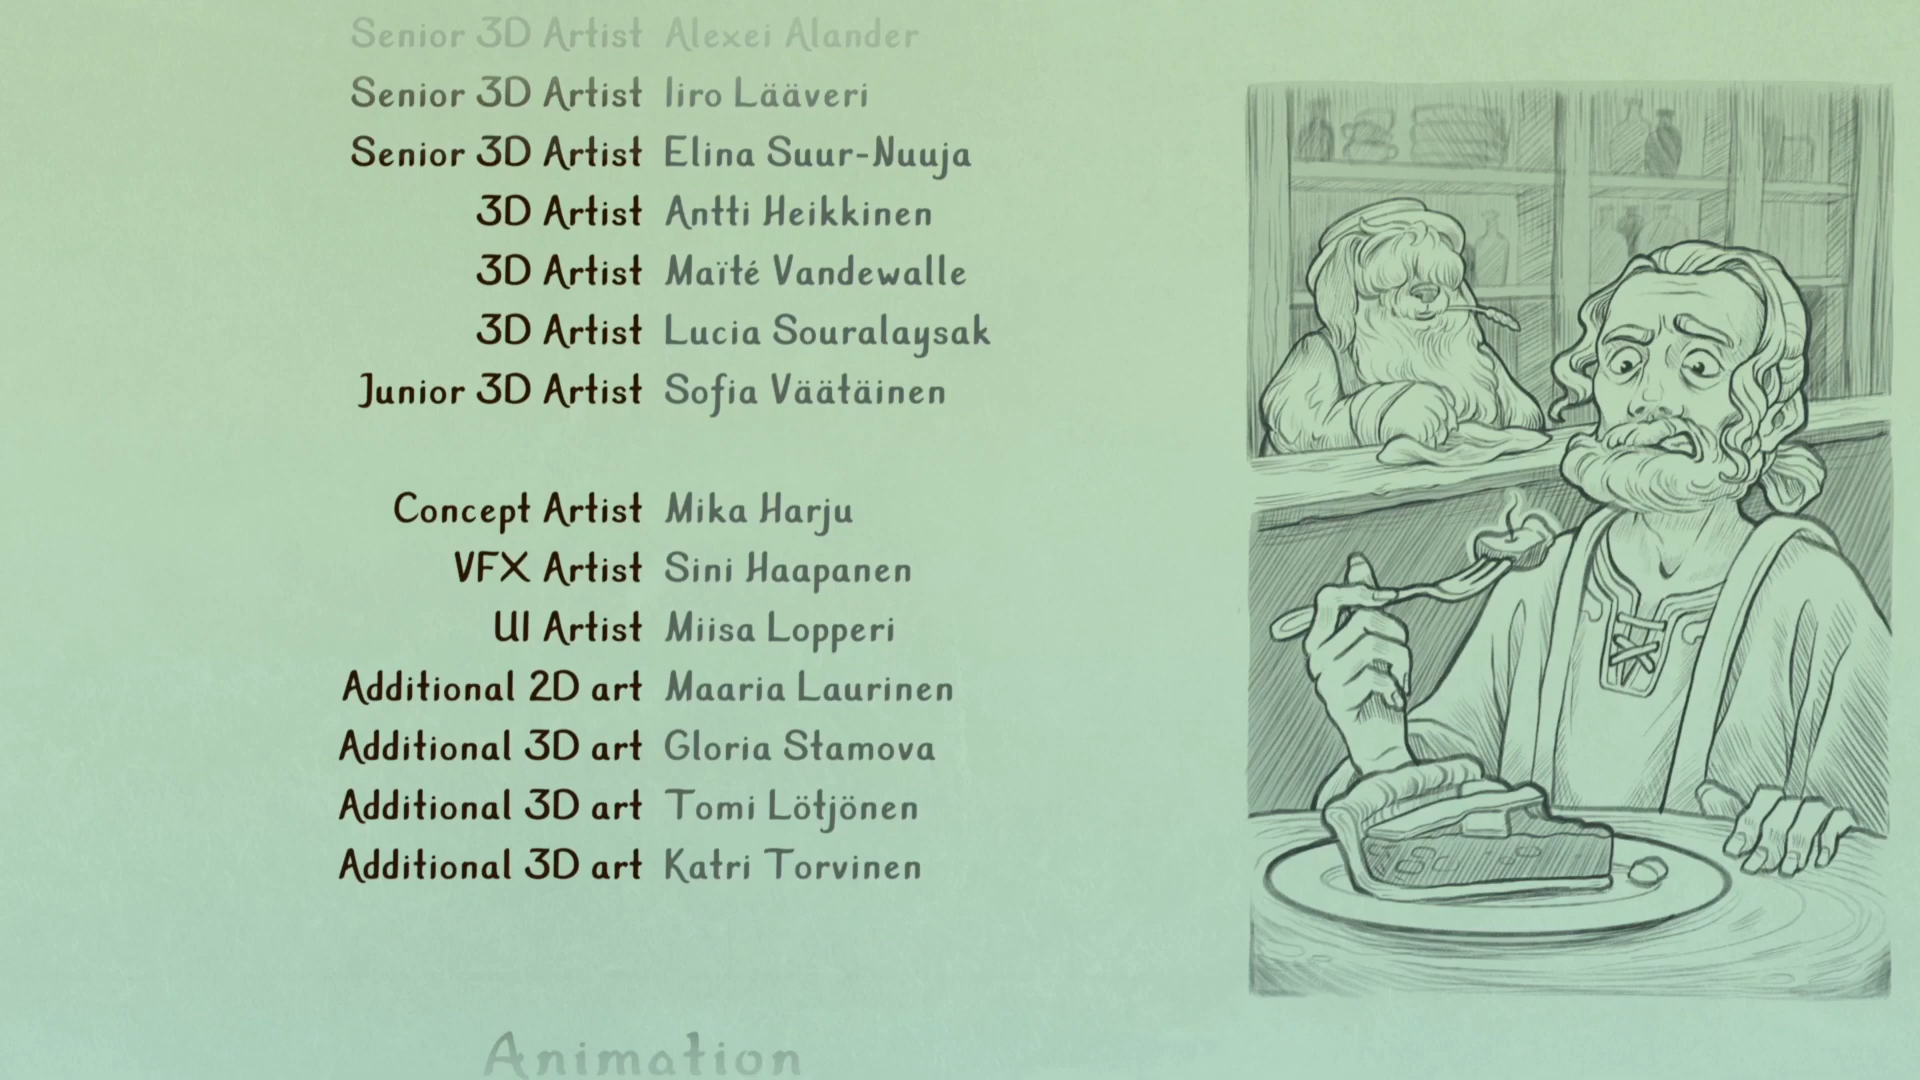 Senior 3D Artist Alexei Alander
Senior 3D Artist Iiro Lääveri
Senior 3D Artist Elina Suur-Nuuja
3D Artist Antti Heikkinen
3D Artist Maïté Vandewalle
3D Artist Lucia Souralaysak
Junior 3D Artist Sofia Väätäinen
Concept Artist Mika Harju
VFX Artist Sini Haapanen
UI Artist Miisa Lopperi
Additional 2D art Maaria Laurinen
Additional 3D art Gloria Stamova
Additional 3D art Tomi Lötjönen
Additional 3D art Katri Torvinen
Animation